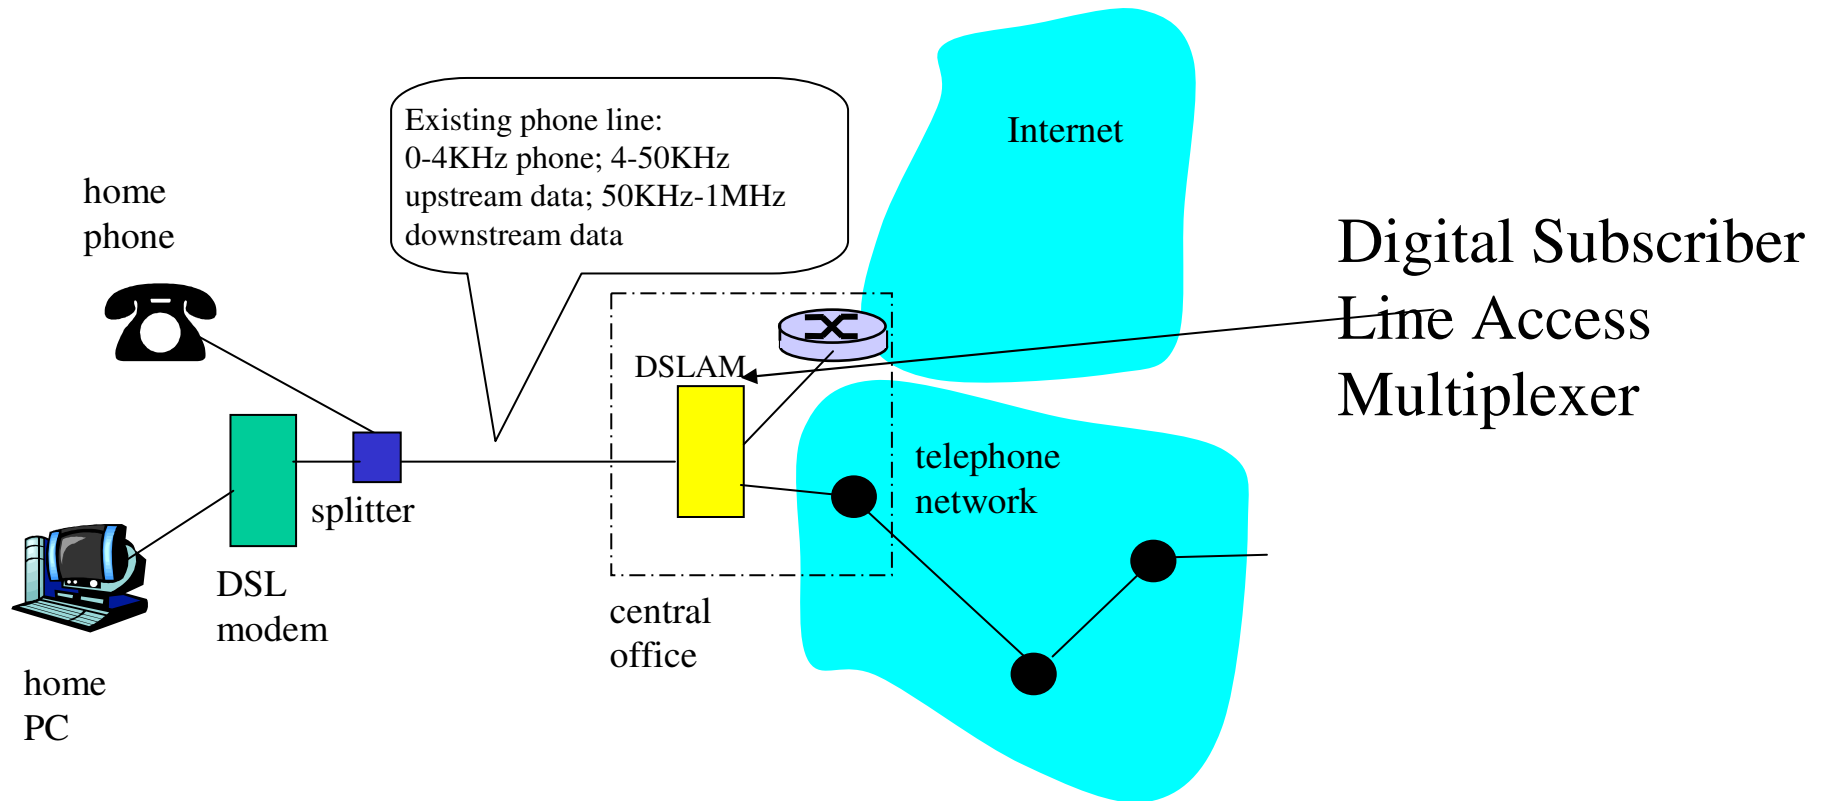 Existing phone line:
0-4KHz phone; 4-50KHz
upstream data; 50KHz-1MHz
downstream data
Internet
home
phone
Digital Subscriber
Line Access
Multiplexer
DSLAM
telephone
network
splitter
DSL
modem
central
office
home
PC